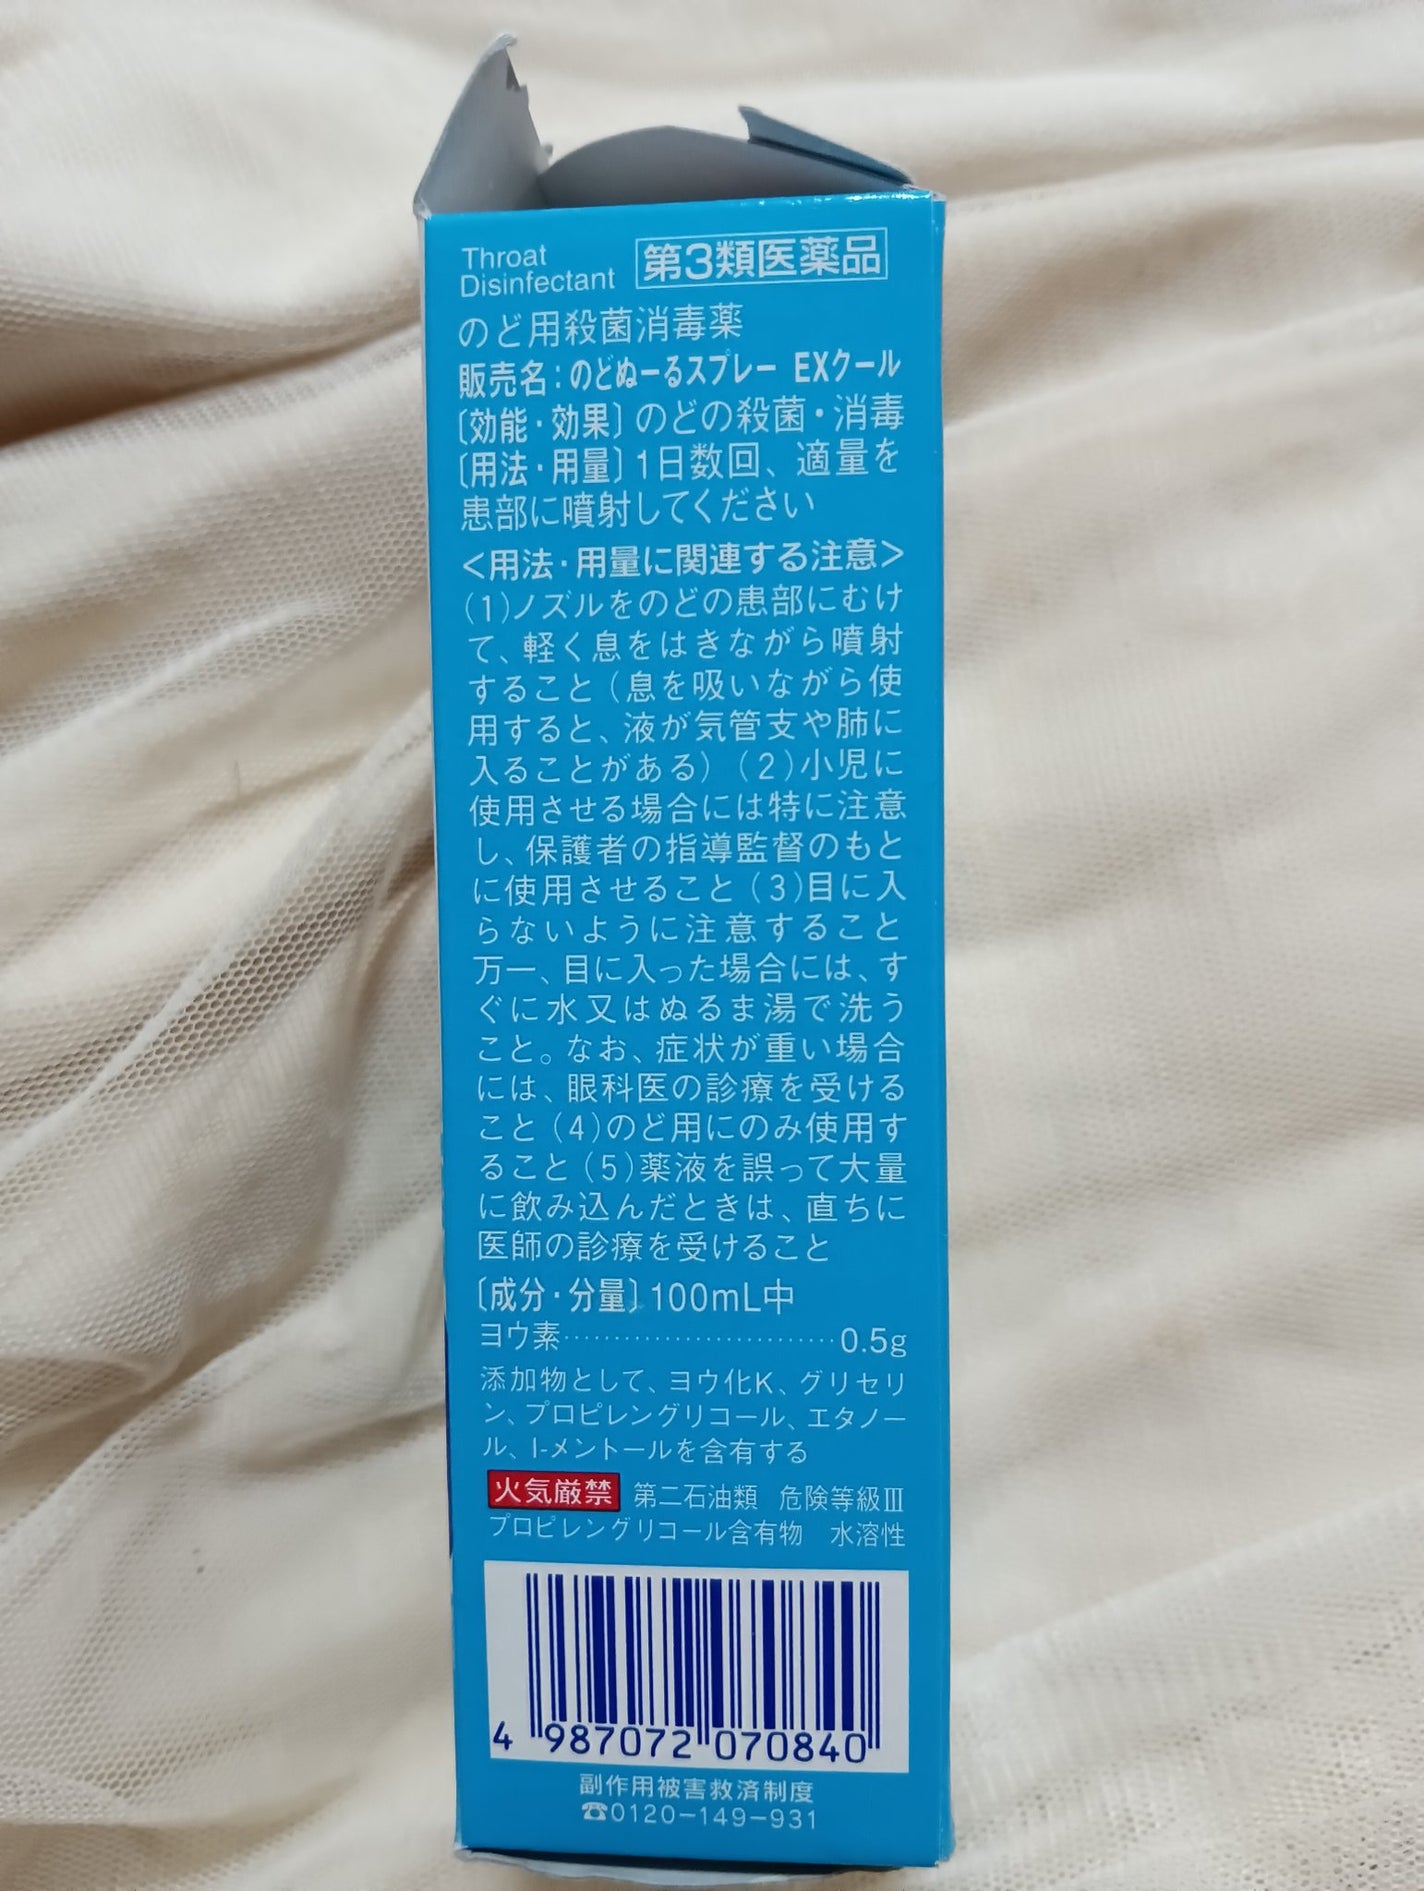 Throat
Disinfectant
第3類医薬品
のど用殺菌消毒薬
販売名:のどぬーるスプレー EXクール
〔効能・効果〕のどの殺菌・消毒
〔用法・用量〕1日数回、適量を
患部に噴射してください
<用法・用量に関連する注意>
(1)ノズルをのどの患部にむけ
て、軽く息をはきながら噴射
すること(息を吸いながら使
用すると、液が気管支や肺に
入ることがある) (2)小児に
使用させる場合には特に注意
し、保護者の指導監督のもと
に使用させること(3)目に入
らないように注意すること
万一、目に入った場合には、す
ぐに水又はぬるま湯で洗う
こと。なお、症状が重い場合
には、眼科医の診療を受ける
こと(4)のど用にのみ使用す
ること(5)薬液を誤って大量
に飲み込んだときは、直ちに
医師の診療を受けること
〔成分・分量〕100mL中
ヨウ素…………………………0.5g
添加物として、ヨウ化K、グリセリ
ン、プロピレングリコール、エタノー
ル、l-メントールを含有する
火気厳禁 第二石油類 危険等級Ⅲ
プロピレングリコール含有物 水溶性
4 987072 070840
副作用被害救済制度
☎0120-149-931